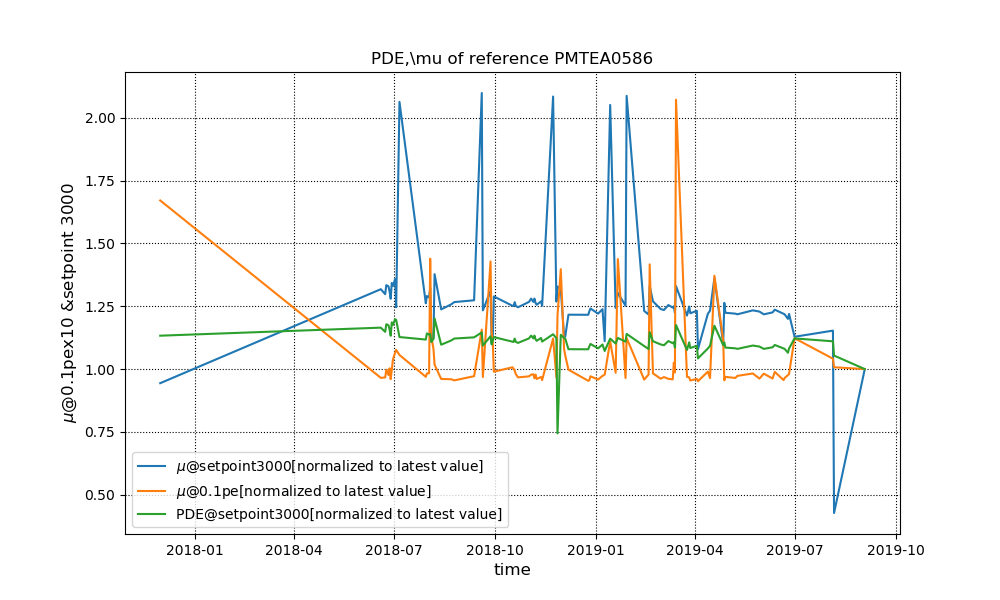 PDE,\mu of reference PMTEA0586
2.00
1.75
1.50
1.25
1.00
0.75
0.50
μ@0.1pex10 &setpoint 3000
μ@setpoint3000[normalized to latest value]
μ@0.1pe[normalized to latest value]
PDE@setpoint3000[normalized to latest value]
2018-01 2018-04 2018-07 2018-10 2019-01 2019-04 2019-07 2019-10
time